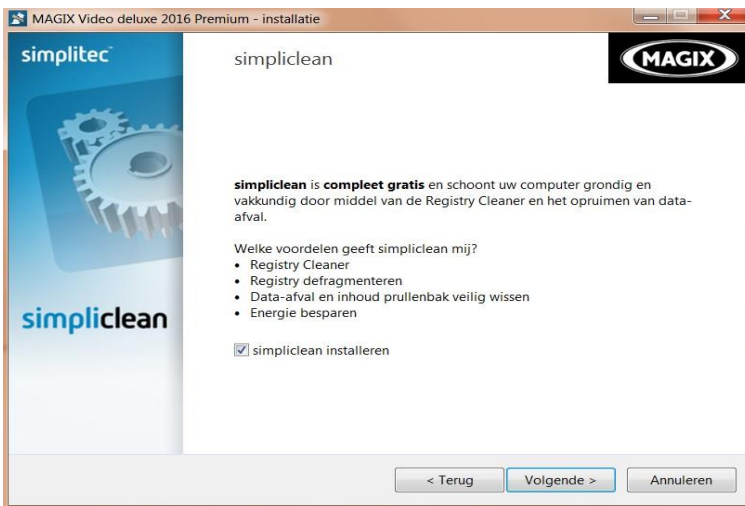 MAGIX Video deluxe 2016 Premium - installatie
simplitec
simpliclean
MAGIX
simpliclean is compleet gratis en schoont uw computer grondig en
vakkundig door middel van de Registry Cleaner en het opruimen van data-
afval.
Welke voordelen geeft simpliclean mij?
• Registry Cleaner
• Registry defragmenteren
• Data-afval en inhoud prullenbak veilig wissen
• Energie besparen
simpliclean
simpliclean installeren
< Terug
Volgende >
Annuleren